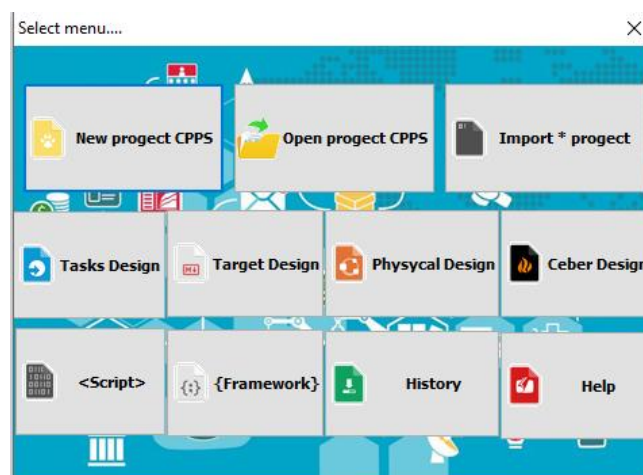 Select menu....
New progect CPPS
Open progect CPPS
Import * progect
Tasks Design
Target Design
Physycal Design
Ceber Design
<Script>
{Framework}
History
Help